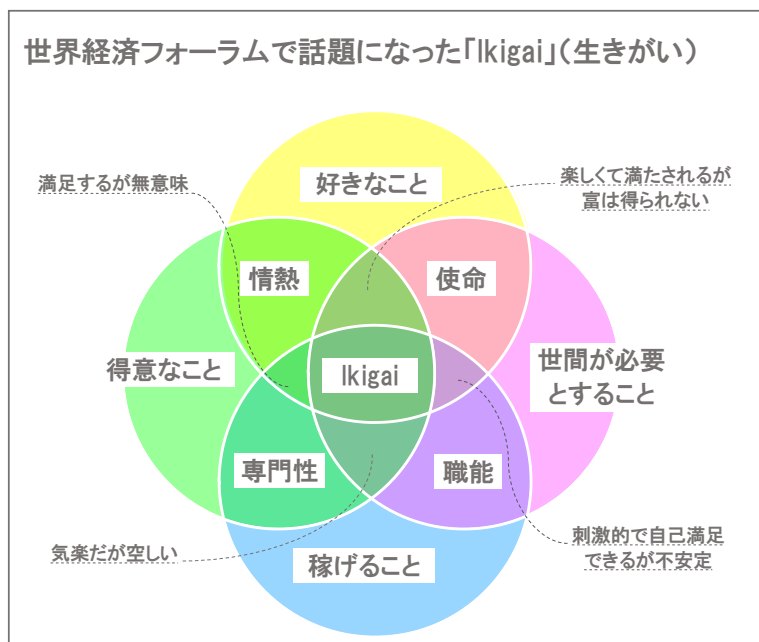 世界経済フォーラムで話題になった「Ikigai」（生きがい）
満足するが無意味
好きなこと
楽しくて満たされるが
富は得られない
情熱
使命
得意なこと
Ikigai
世間が必要
とすること
専門性
職能
気楽だが空しい
稼げること
刺激的で自己満足
できるが不安定